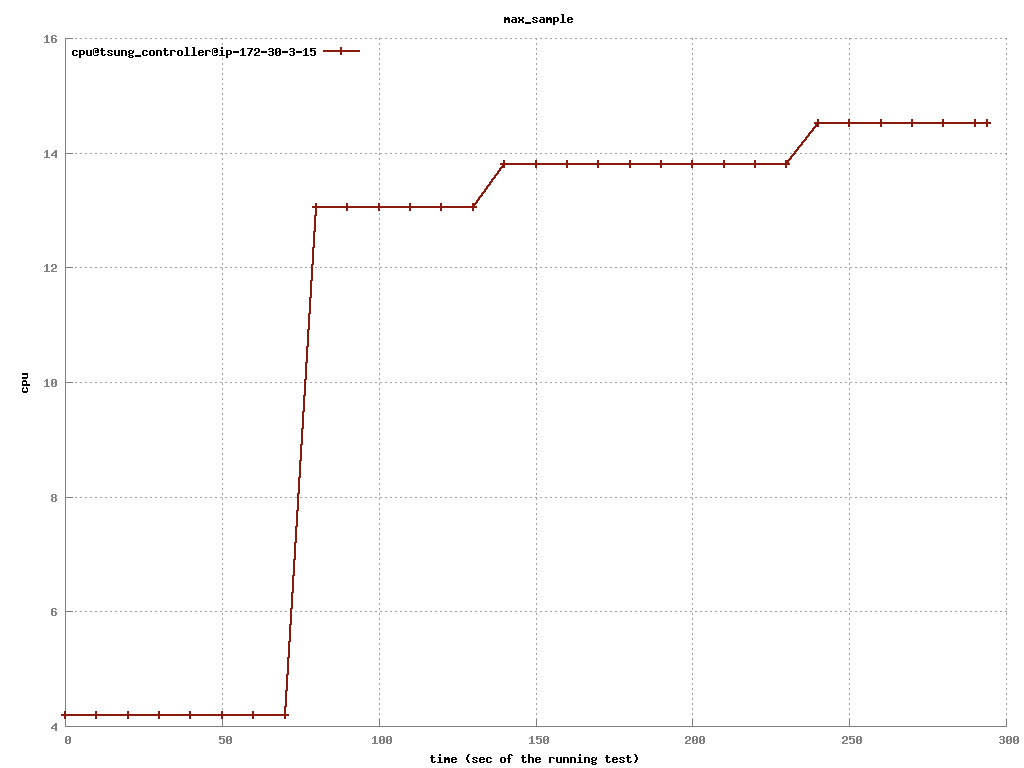 max_sample
cpu@tsung_controller@ip-172-30-3-15
16
14
12
10
8
6
4
cpu
0 50 100 150 200 250 300
time (sec of the running test)